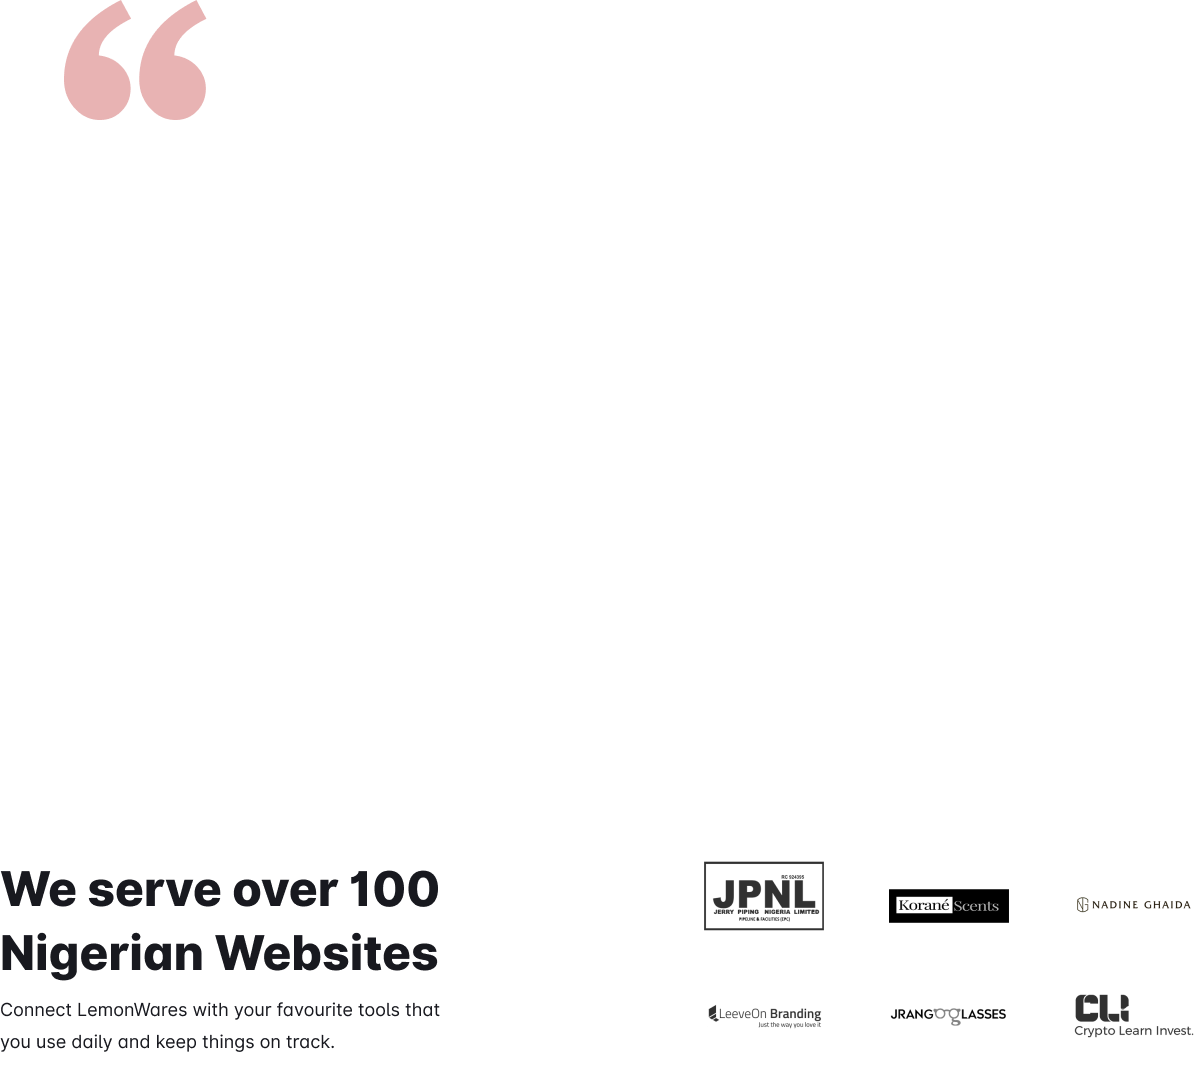 “
We serve over 100
Nigerian Websites
Connect LemonWares with your favourite tools that
you use daily and keep things on track.
RC 924395
JPNL
JERRY PIPING NIGERIA LIMITED
PIPELINE & FACILITIES (EPC)
Korané Scents
NG NADINE GHAIDA
LeeveOn Branding
Just the way you love it
JRANGOGLASSES
CLI
Crypto Learn Invest.